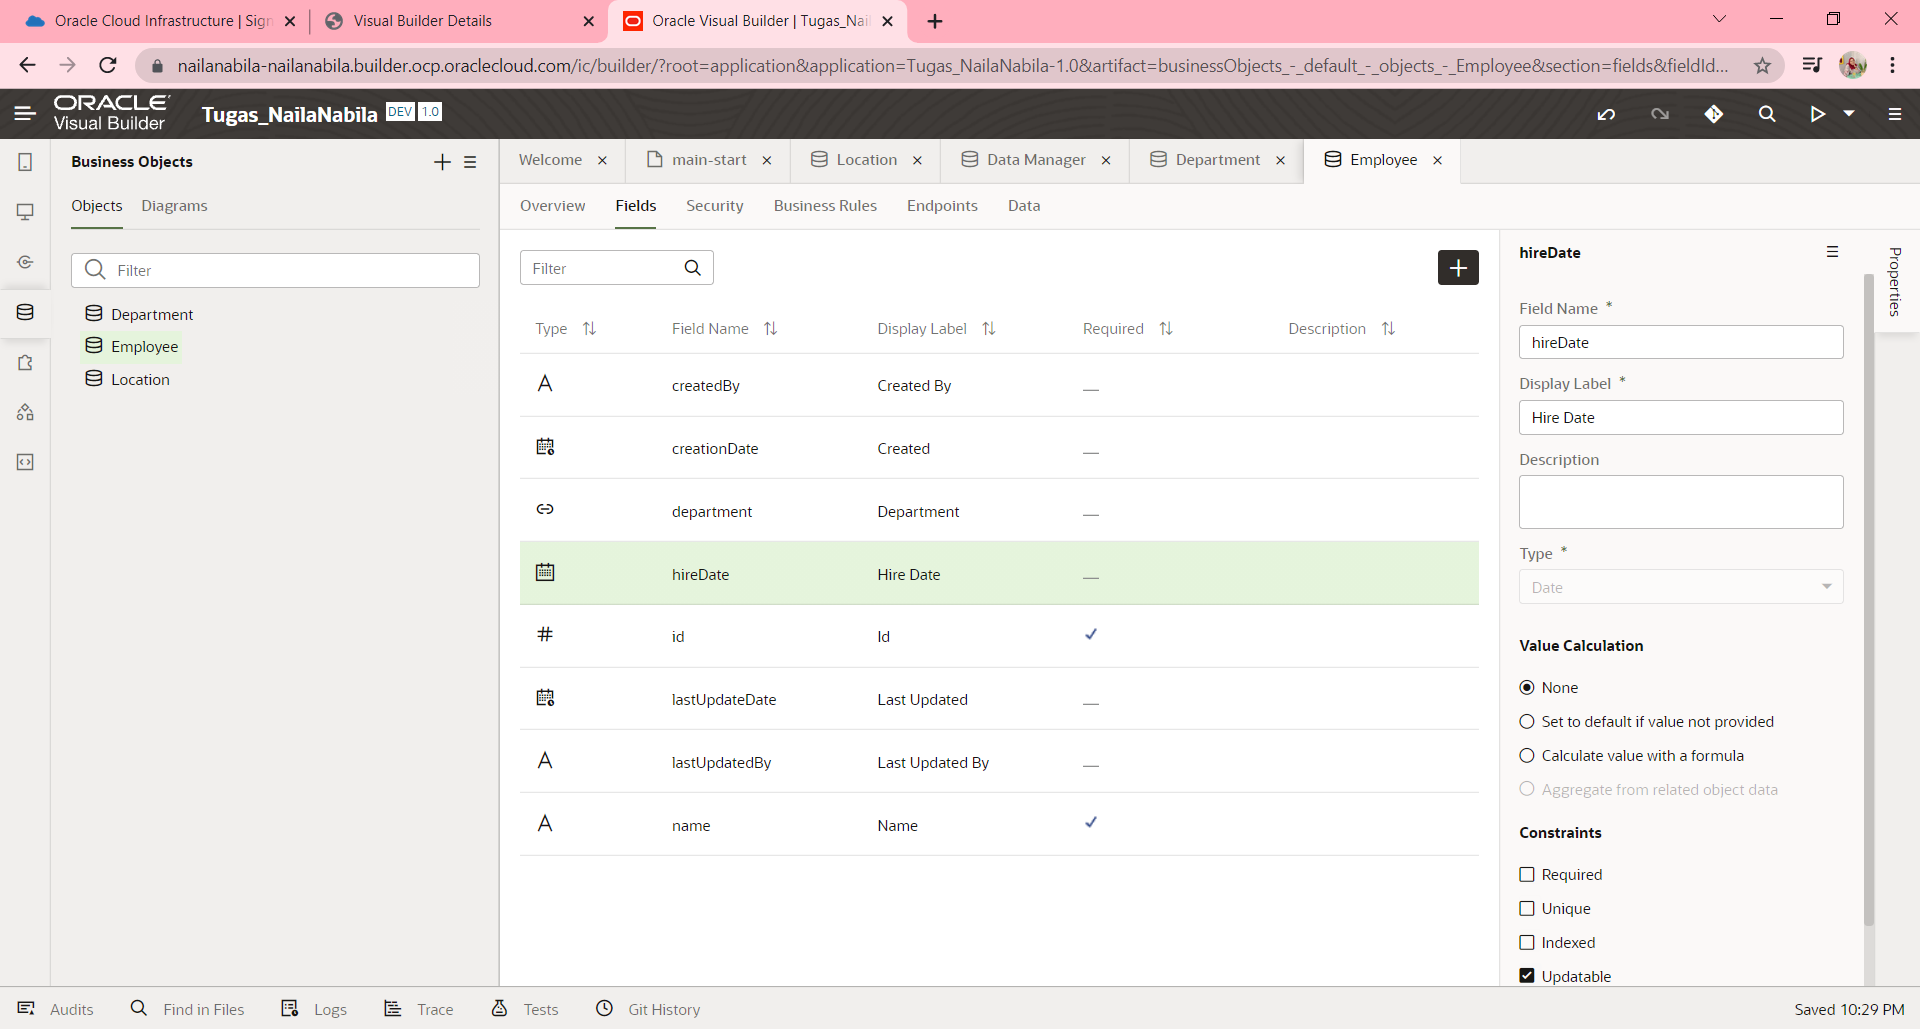 Oracle Cloud Infrastructure | Sign
Visual Builder Details
Oracle Visual Builder | Tugas_Nail
nailanabila-nailanabila.builder.ocp.oraclecloud.com/ic/builder/?root=application&application=Tugas_NailaNabila-1.0&artifact=businessObjects_-_default_-_objects_-_Employee&section=fields&fieldId...
ORACLE
Visual Builder
Tugas_NailaNabila DEV 1.0
Business Objects
Objects Diagrams
Filter
Department
Employee
Location
Welcome
main-start
Location
Data Manager
Department
Employee
Overview Fields Security Business Rules Endpoints Data
Filter
Type Field Name Display Label Required Description
createdBy Created By
creationDate Created
department Department
hireDate Hire Date
id Id
lastUpdateDate Last Updated
lastUpdatedBy Last Updated By
name Name
hireDate
Properties
Field Name *
hireDate
Display Label *
Hire Date
Description
Type *
Date
Value Calculation
None
Set to default if value not provided
Calculate value with a formula
Aggregate from related object data
Constraints
Required
Unique
Indexed
Updatable
Audits
Find in Files
Logs
Trace
Tests
Git History
Saved 10:29 PM